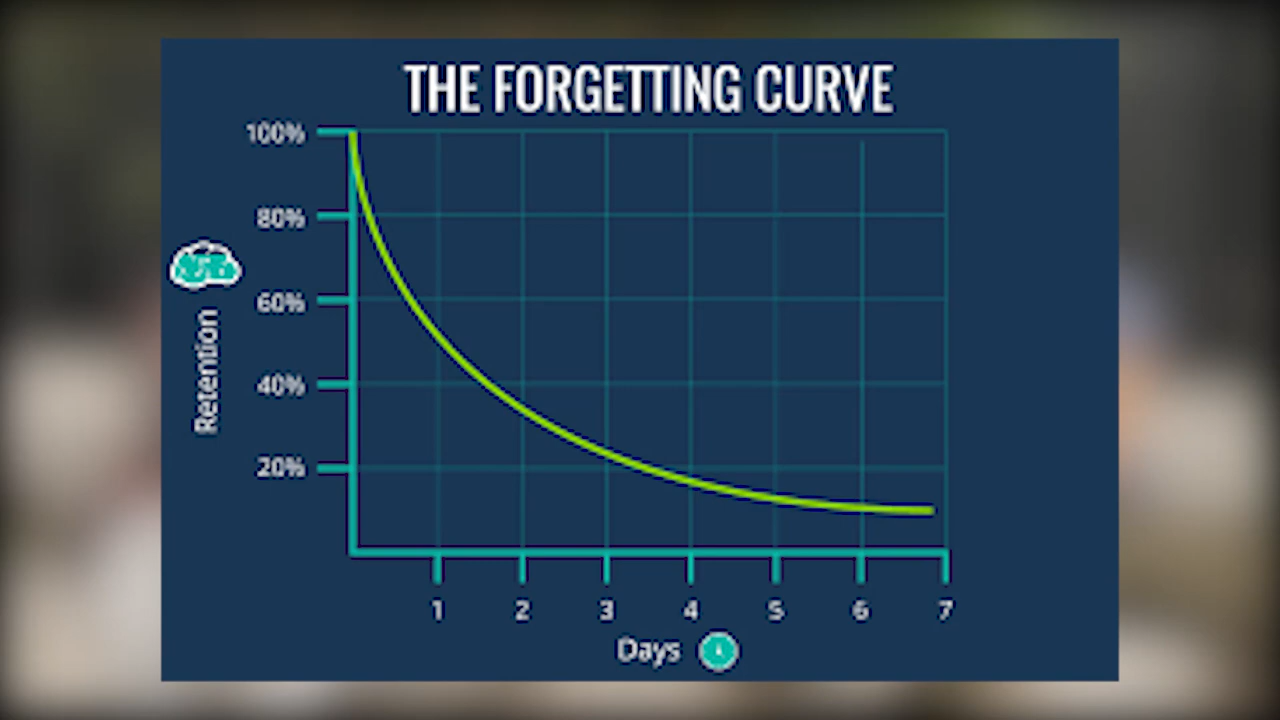 THE FORGETTING CURVE
100%
80%
60%
40%
20%
Retention
1 2 3 4 5 6 7
Days